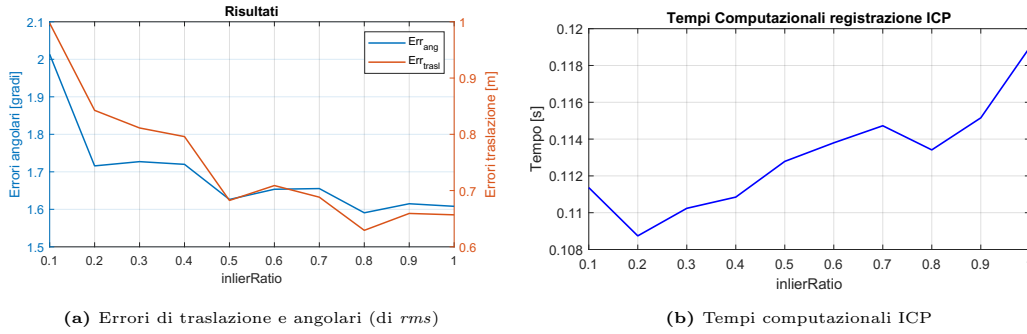 Risultati
Err_ang
Err_trasl
Errori angolari [gradi]
2.1
2
1.9
1.8
1.7
1.6
1.5
Errori traslazione [m]
1
0.9
0.8
0.7
0.6
0.1 0.2 0.3 0.4 0.5 0.6 0.7 0.8 0.9 1
inlierRatio
(a) Errori di traslazione e angolari (di rms)
Tempi Computazionali registrazione ICP
Tempo [s]
0.12
0.118
0.116
0.114
0.112
0.11
0.108
0.1 0.2 0.3 0.4 0.5 0.6 0.7 0.8 0.9
inlierRatio
(b) Tempi computazionali ICP